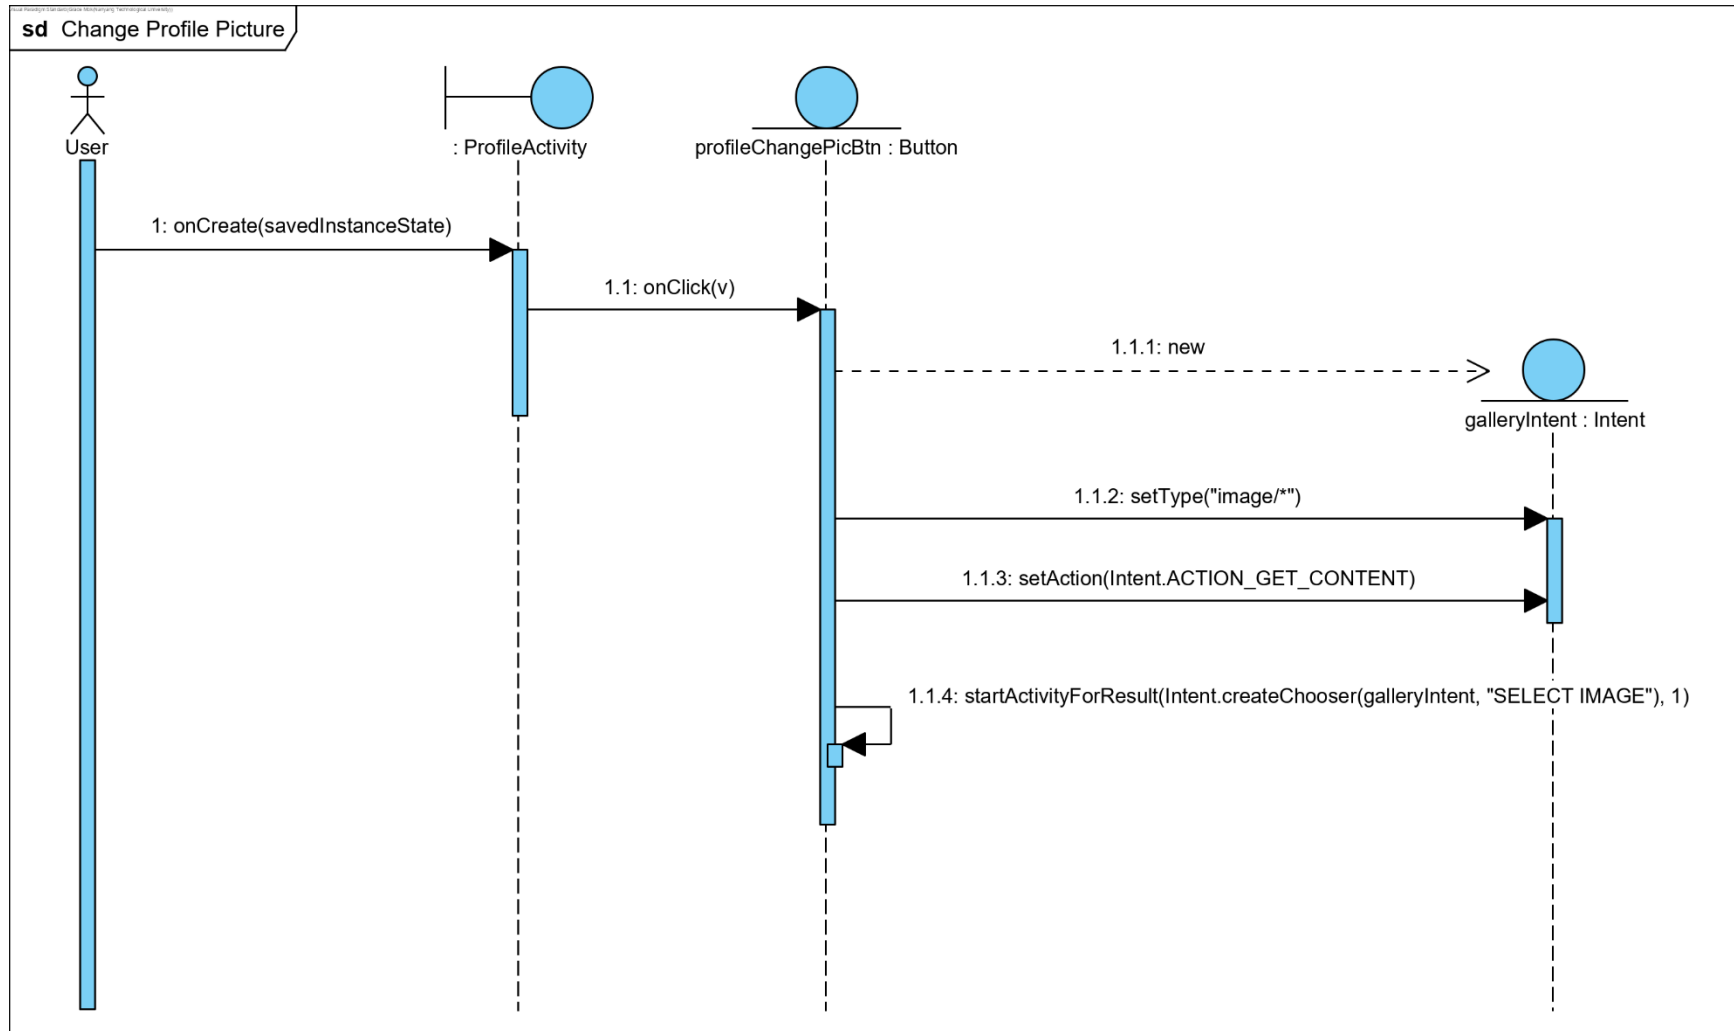 sd Change Profile Picture
User
: ProfileActivity
profileChangePicBtn : Button
1: onCreate(savedInstanceState)
1.1: onClick(v)
1.1.1: new
galleryIntent : Intent
1.1.2: setType("image/*")
1.1.3: setAction(Intent.ACTION_GET_CONTENT)
1.1.4: startActivityForResult(Intent.createChooser(galleryIntent, "SELECT IMAGE"), 1)